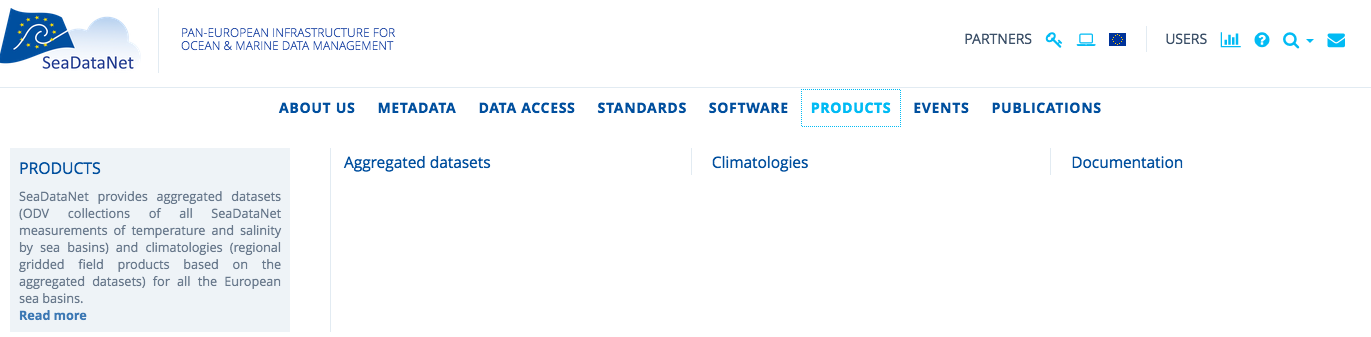 SeaDataNet
PAN-EUROPEAN INFRASTRUCTURE FOR
OCEAN & MARINE DATA MANAGEMENT
PARTNERS
USERS
ABOUT US METADATA DATA ACCESS STANDARDS SOFTWARE PRODUCTS EVENTS PUBLICATIONS
PRODUCTS
SeaDataNet provides aggregated datasets
(ODV collections of all SeaDataNet
measurements of temperature and salinity
by sea basins) and climatologies (regional
gridded field products based on the
aggregated datasets) for all the European
sea basins.
Read more
Aggregated datasets
Climatologies
Documentation